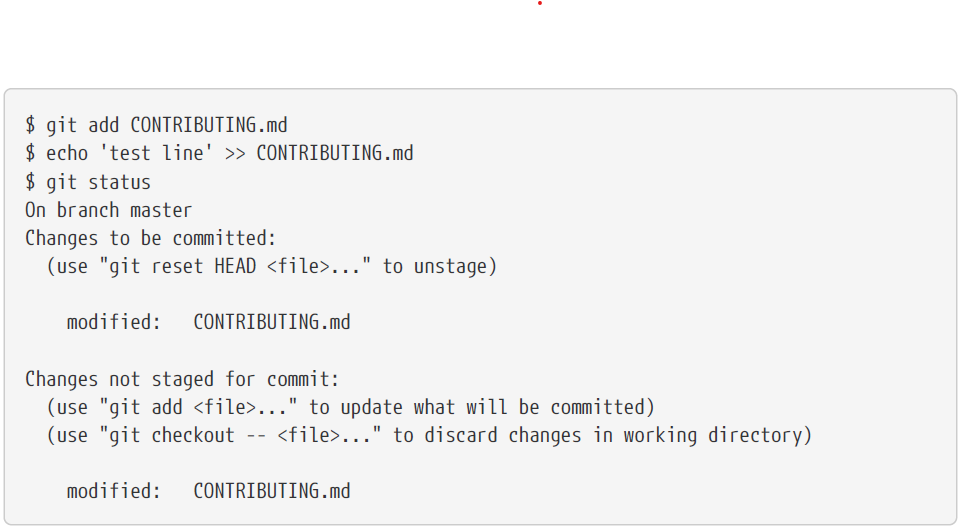 $ git add CONTRIBUTING.md
$ echo 'test line' >> CONTRIBUTING.md
$ git status
On branch master
Changes to be committed:
  (use "git reset HEAD <file>..." to unstage)

    modified:   CONTRIBUTING.md

Changes not staged for commit:
  (use "git add <file>..." to update what will be committed)
  (use "git checkout -- <file>..." to discard changes in working directory)

    modified:   CONTRIBUTING.md